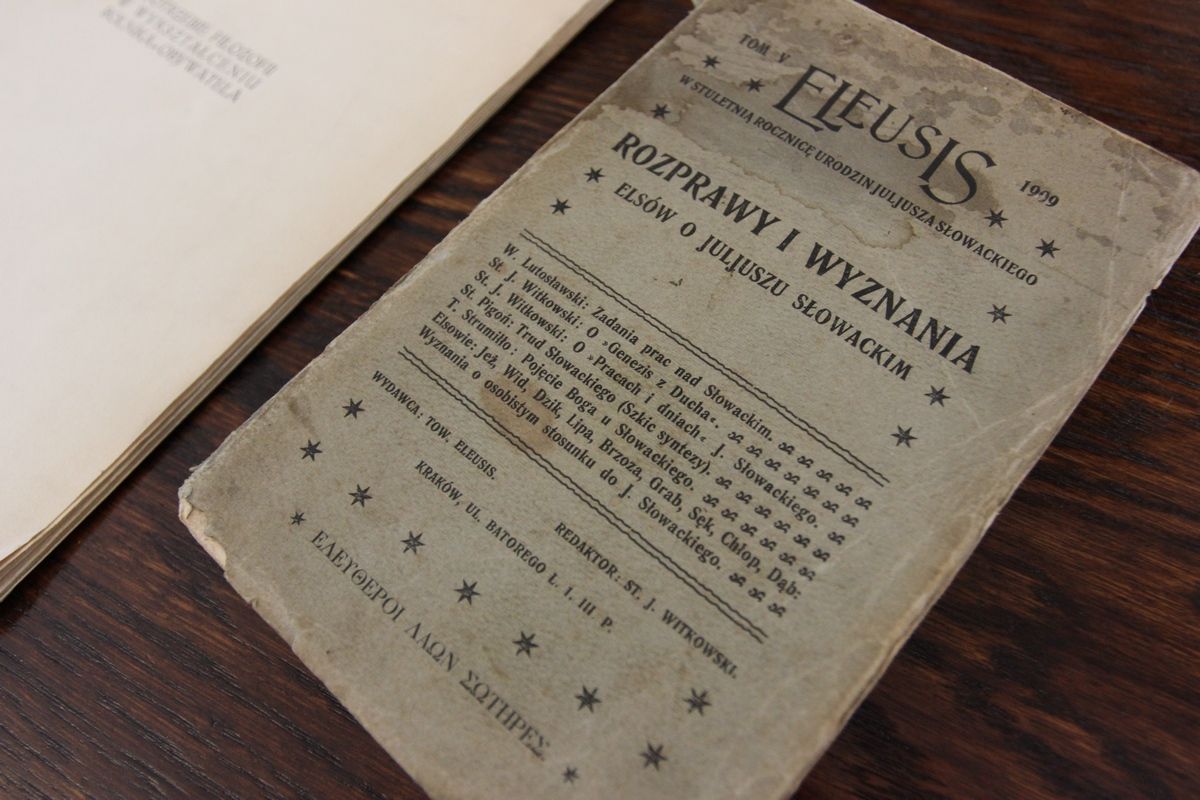 WYKSZTAŁCENIU
TOM V
ELEUSIS
1909
W STULETNIĄ ROCZNICĘ URODZIN JULJUSZA SŁOWACKIEGO
ROZPRAWY I WYZNANIA
ELSÓW O JULJUSZU SŁOWACKIM
W. Lutosławski: Zadania prac nad Słowackim.
St. J. Witkowski: O »Genezis z Ducha«.
St. J. Witkowski: O »Pracach i dniach« J. Słowackiego.
St. Pigoń: Trud Słowackiego (Szkic syntezy).
T. Strumiłło: Pojęcie Boga u Słowackiego.
Elsowie: Jeż, Wid, Dzik, Lipa, Brzoza, Grab, Sęk, Chłop, Dąb:
Wyznania o osobistym stosunku do J. Słowackiego.
WYDAWCA: TOW. ELEUSIS.
REDAKTOR: ST. J. WITKOWSKI.
KRAKÓW, UL. BATOREGO L. 1. III P.
ΕΛΕΥΘΕΡΟΙ ΛΑΩΝ ΣΩΤΗΡΕΣ.